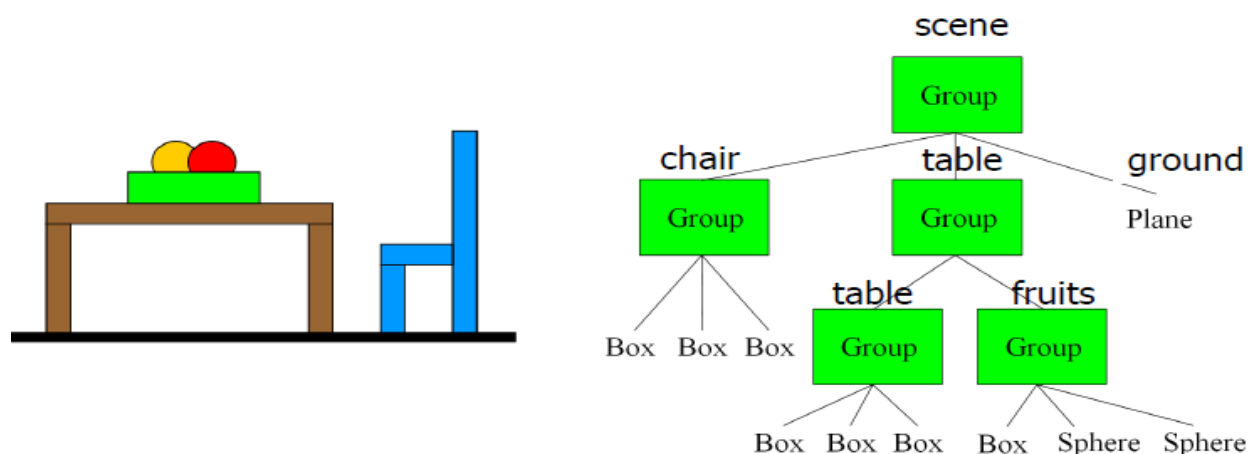 scene
Group
chair table ground
Group Group Plane
table fruits
Box Box Box Group Group
Box Box Box Box Sphere Sphere